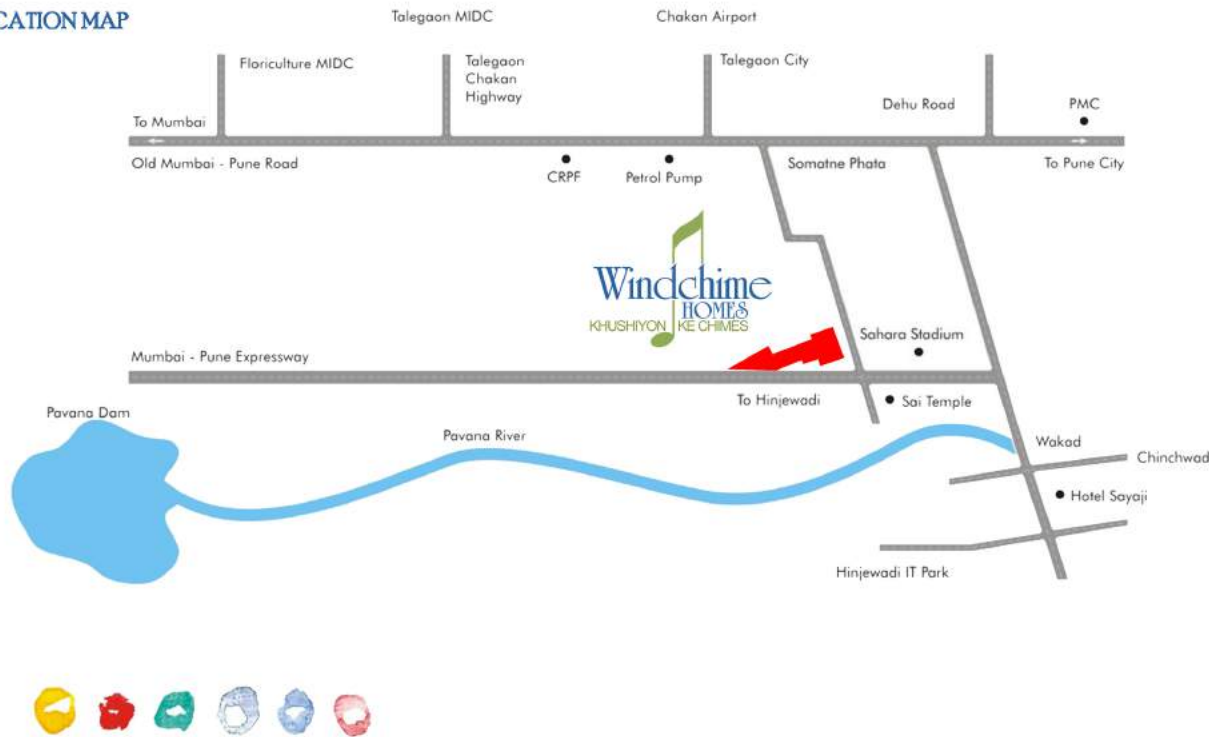 CATION MAP
Talegaon MIDC
Chakan Airport
Floriculture MIDC
Talegaon
Chakan
Highway
Talegaon City
Dehu Road
PMC
To Mumbai
Old Mumbai - Pune Road
CRPF
Petrol Pump
Somatne Phata
To Pune City
Windchime
HOMES
KHUSHIYON KE CHIMES
Sahara Stadium
Mumbai - Pune Expressway
To Hinjewadi
Sai Temple
Pavana Dam
Pavana River
Wakad
Chinchwad
Hotel Sayaji
Hinjewadi IT Park